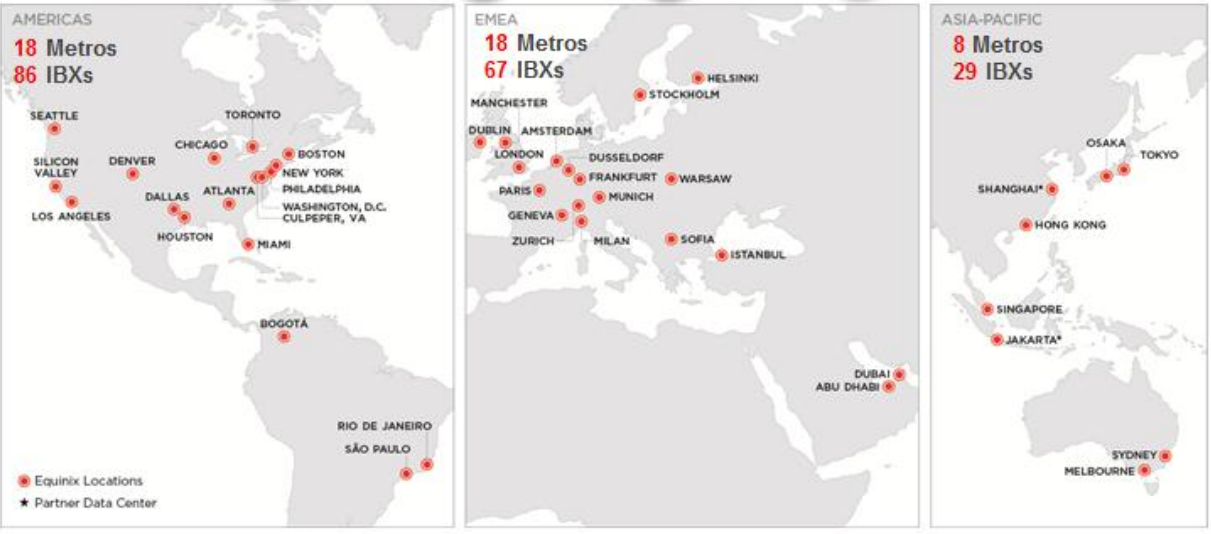 AMERICAS
18 Metros
86 IBXs
SEATTLE
TORONTO
CHICAGO
BOSTON
SILICON
VALLEY
DENVER
NEW YORK
PHILADELPHIA
DALLAS
ATLANTA
WASHINGTON, D.C.
CULPEPER, VA
LOS ANGELES
HOUSTON
MIAMI
BOGOTÁ
RIO DE JANEIRO
SÃO PAULO
Equinix Locations
★ Partner Data Center
EMEA
18 Metros
67 IBXs
HELSINKI
STOCKHOLM
MANCHESTER
DUBLIN
AMSTERDAM
LONDON
DUSSELDORF
FRANKFURT
WARSAW
PARIS
MUNICH
GENEVA
ZURICH
MILAN
SOFIA
ISTANBUL
DUBAI
ABU DHABI
ASIA-PACIFIC
8 Metros
29 IBXs
OSAKA
TOKYO
SHANGHAI*
HONG KONG
SINGAPORE
JAKARTA*
SYDNEY
MELBOURNE